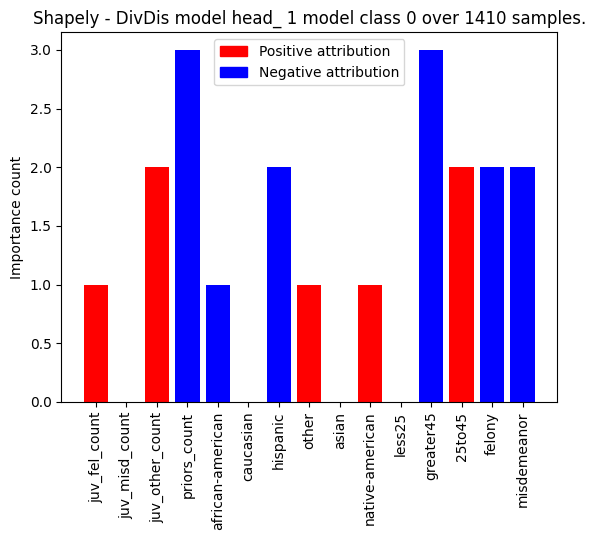 Shapely - DivDis model head_ 1 model class 0 over 1410 samples.
Positive attribution
Negative attribution
Importance count
3.0
2.5
2.0
1.5
1.0
0.5
0.0
juv_fel_count
juv_misd_count
juv_other_count
priors_count
african-american
caucasian
hispanic
other
asian
native-american
less25
greater45
25to45
felony
misdemeanor